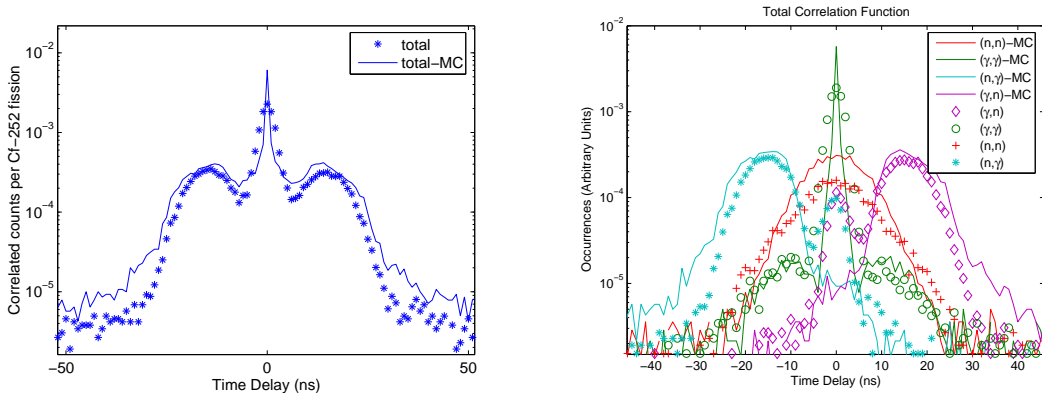 Total Correlation Function
10^-2
10^-3
10^-4
10^-5
Correlated counts per Cf-252 fission
* total
total-MC
-50
0
50
Time Delay (ns)
10^-2
10^-3
10^-4
10^-5
Occurrences (Arbitrary Units)
(n,n)-MC
(γ,γ)-MC
(n,γ)-MC
(γ,n)-MC
(γ,n)
(γ,γ)
(n,n)
(n,γ)
-40
-30
-20
-10
0
10
20
30
40
Time Delay (ns)